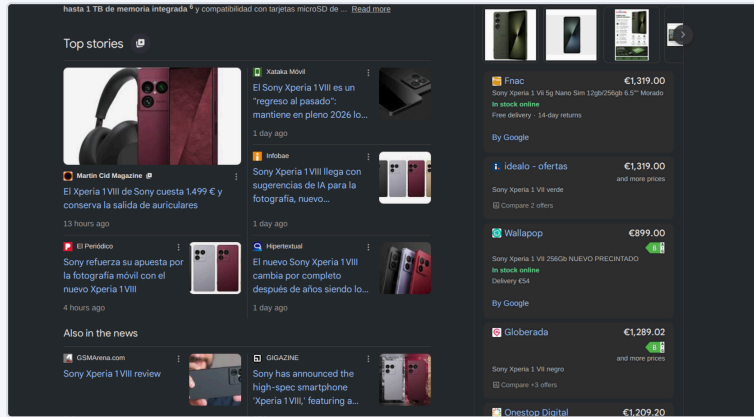 hasta 1 TB de memoria integrada 6 y compatibilidad con tarjetas microSD de ... Read more
Top stories
Martin Cid Magazine
El Xperia 1 VIII de Sony cuesta 1.499 € y
conserva la salida de auriculares
13 hours ago
Xataka Móvil
El Sony Xperia 1 VIII es un
"regreso al pasado":
mantiene en pleno 2026 lo...
1 day ago
Infobae
Sony Xperia 1 VIII llega con
sugerencias de IA para la
fotografía, nuevo...
1 day ago
El Periódico
Sony refuerza su apuesta por
la fotografía móvil con el
nuevo Xperia 1 VIII
4 hours ago
Hipertextual
El nuevo Sony Xperia 1 VIII
cambia por completo
después de años siendo lo...
1 day ago
Also in the news
GSMArena.com
Sony Xperia 1 VIII review
GIGAZINE
Sony has announced the
high-spec smartphone
'Xperia 1 VIII,' featuring a...
Fnac €1,319.00
Sony Xperia 1 Vii 5g Nano Sim 12gb/256gb 6.5"" Morado
In stock online
Free delivery · 14-day returns
By Google
idealo - ofertas €1,319.00
and more prices
Sony Xperia 1 VII verde
Compare 2 offers
Wallapop €899.00
B
Sony Xperia 1 VII 256Gb NUEVO PRECINTADO
In stock online
Delivery €54
By Google
Globerada €1,289.02
B
and more prices
Sony Xperia 1 VII negro
Compare +3 offers
Onestop Digital €1,209.20